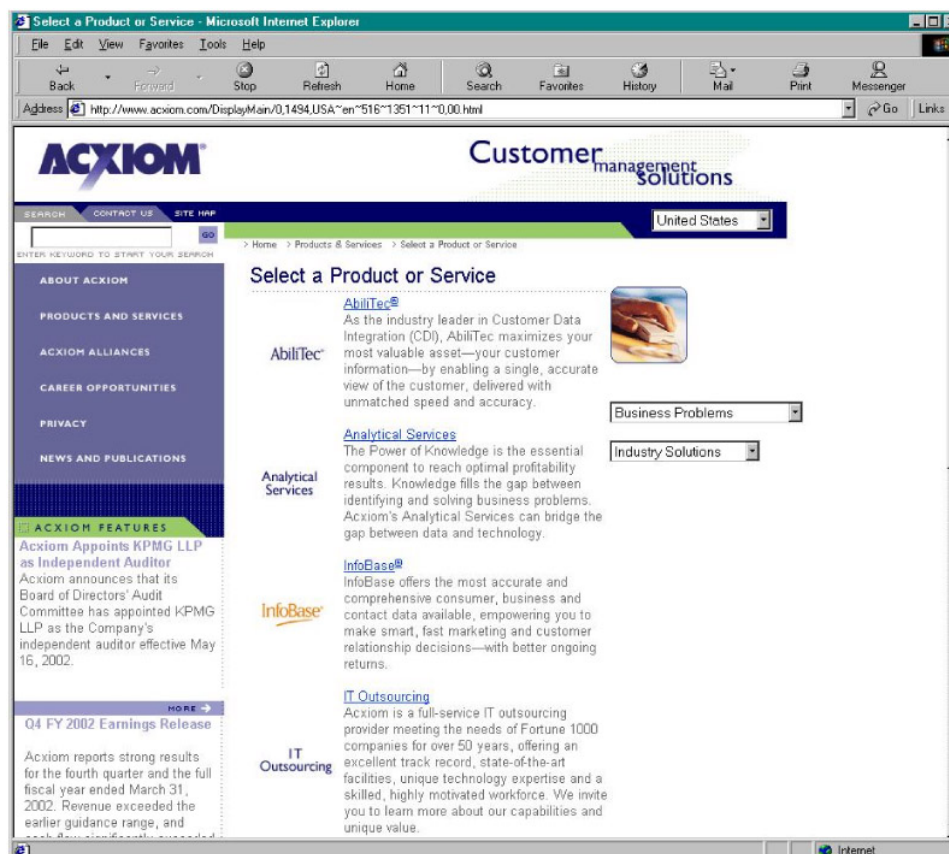 Select a Product or Service - Microsoft Internet Explorer
File Edit View Favorites Tools Help
Back Forward Stop Refresh Home Search Favorites History Mail Print Messenger
Address http://www.acxiom.com/DisplayMain/0,1494,USA~en~516~1351~11~0,00.html Go Links
ACXIOM®
Customer
management
solutions
SEARCH CONTACT US SITE MAP
United States
GO
ENTER KEYWORD TO START YOUR SEARCH
> Home > Products & Services > Select a Product or Service
ABOUT ACXIOM
PRODUCTS AND SERVICES
ACXIOM ALLIANCES
CAREER OPPORTUNITIES
PRIVACY
NEWS AND PUBLICATIONS
ACXIOM FEATURES
Acxiom Appoints KPMG LLP
as Independent Auditor
Acxiom announces that its
Board of Directors' Audit
Committee has appointed KPMG
LLP as the Company's
independent auditor effective May
16, 2002.
MORE
Q4 FY 2002 Earnings Release
Acxiom reports strong results
for the fourth quarter and the full
fiscal year ended March 31,
2002. Revenue exceeded the
earlier guidance range, and
cash flow significantly exceeded
Select a Product or Service
AbiliTec®
AbiliTec®
As the industry leader in Customer Data
Integration (CDI), AbiliTec maximizes your
most valuable asset—your customer
information—by enabling a single, accurate
view of the customer, delivered with
unmatched speed and accuracy.
Analytical
Services
Analytical Services
The Power of Knowledge is the essential
component to reach optimal profitability
results. Knowledge fills the gap between
identifying and solving business problems.
Acxiom's Analytical Services can bridge the
gap between data and technology.
InfoBase®
InfoBase®
InfoBase offers the most accurate and
comprehensive consumer, business and
contact data available, empowering you to
make smart, fast marketing and customer
relationship decisions—with better ongoing
returns.
IT
Outsourcing
IT Outsourcing
Acxiom is a full-service IT outsourcing
provider meeting the needs of Fortune 1000
companies for over 50 years, offering an
excellent track record, state-of-the-art
facilities, unique technology expertise and a
skilled, highly motivated workforce. We invite
you to learn more about our capabilities and
unique value.
Business Problems
Industry Solutions
Internet